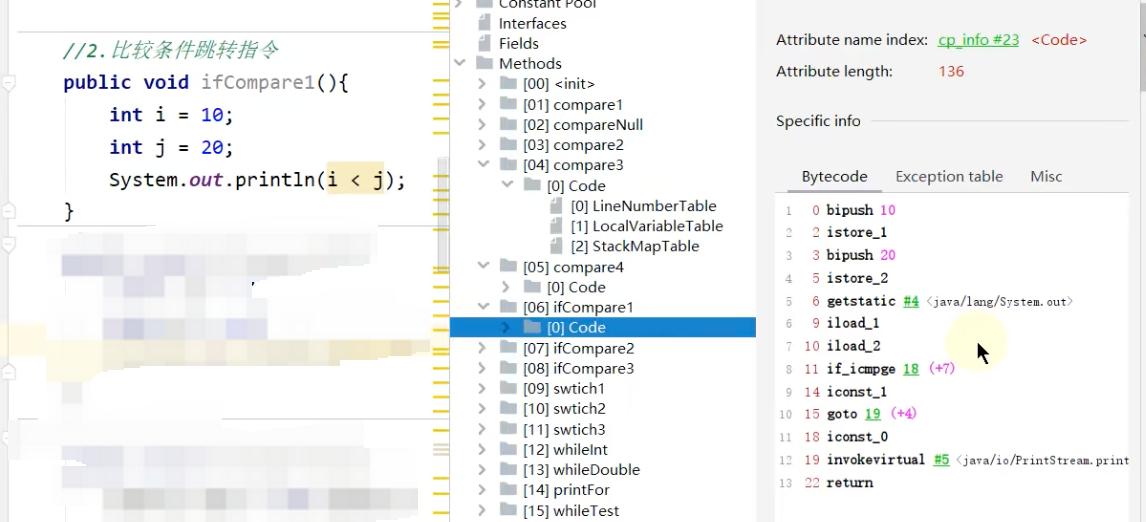 //2.比较条件跳转指令
public void ifCompare1(){
int i = 10;
int j = 20;
System.out.println(i < j);
}
Constant Pool
Interfaces
Fields
Methods
[00] <init>
[01] compare1
[02] compareNull
[03] compare2
[04] compare3
[0] Code
[0] LineNumberTable
[1] LocalVariableTable
[2] StackMapTable
[05] compare4
[0] Code
[06] ifCompare1
[0] Code
[07] ifCompare2
[08] ifCompare3
[09] swtich1
[10] swtich2
[11] swtich3
[12] whileInt
[13] whileDouble
[14] printFor
[15] whileTest
Attribute name index: cp_info #23 <Code>
Attribute length: 136
Specific info
Bytecode Exception table Misc
1 0 bipush 10
2 2 istore_1
3 3 bipush 20
4 5 istore_2
5 6 getstatic #4 <java/lang/System.out>
6 9 iload_1
7 10 iload_2
8 11 if_icmpge 18 (+7)
9 14 iconst_1
10 15 goto 19 (+4)
11 18 iconst_0
12 19 invokevirtual #5 <java/io/PrintStream.print
13 22 return